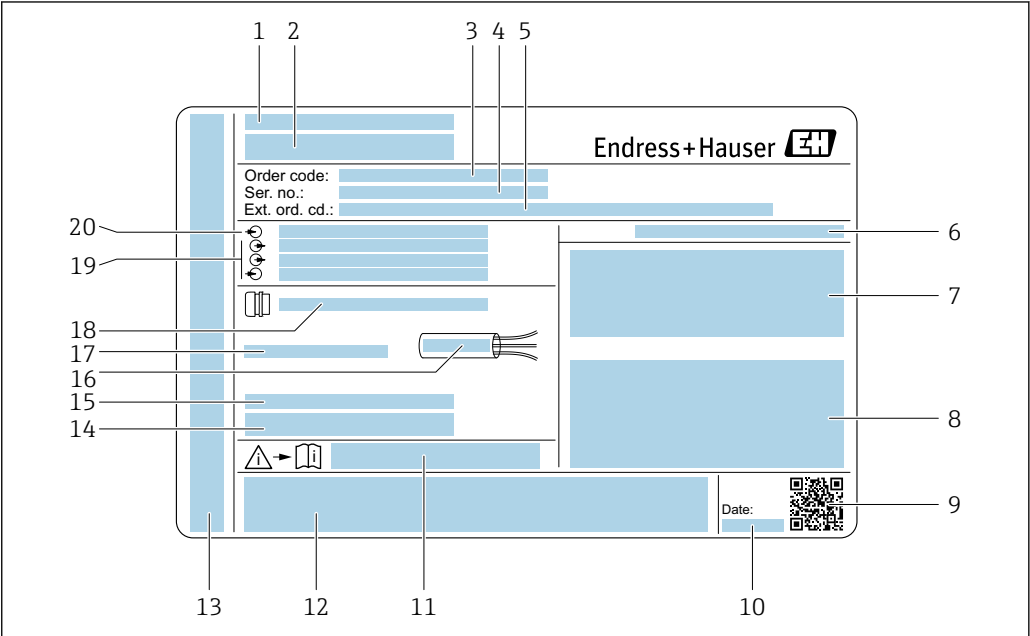 1 2 3 4 5
Endress+Hauser EH
Order code:
Ser. no.:
Ext. ord. cd.:
20
6
19
7
18
17
16
15
14
8
i i
Date:
9
13 12 11 10